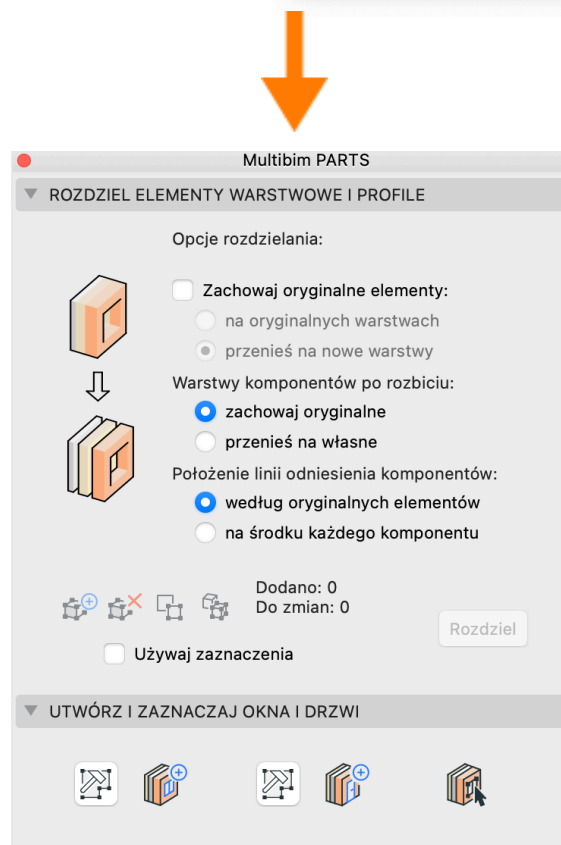 Multibim PARTS
ROZDZIEL ELEMENTY WARSTWOWE I PROFILE
Opcje rozdzielania:
Zachowaj oryginalne elementy:
na oryginalnych warstwach
przenieś na nowe warstwy
Warstwy komponentów po rozbiciu:
zachowaj oryginalne
przenieś na własne
Położenie linii odniesienia komponentów:
według oryginalnych elementów
na środku każdego komponentu
Dodano: 0
Do zmian: 0
Rozdziel
Używaj zaznaczenia
UTWÓRZ I ZAZNACZAJ OKNA I DRZWI